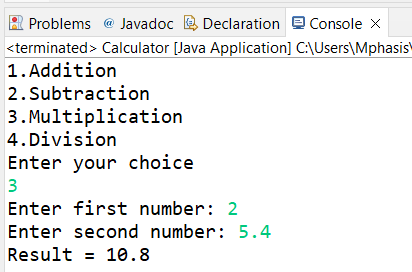 Problems @ Javadoc Declaration Console
<terminated> Calculator [Java Application] C:\Users\Mphasis\
1.Addition
2.Subtraction
3.Multiplication
4.Division
Enter your choice
3
Enter first number: 2
Enter second number: 5.4
Result = 10.8